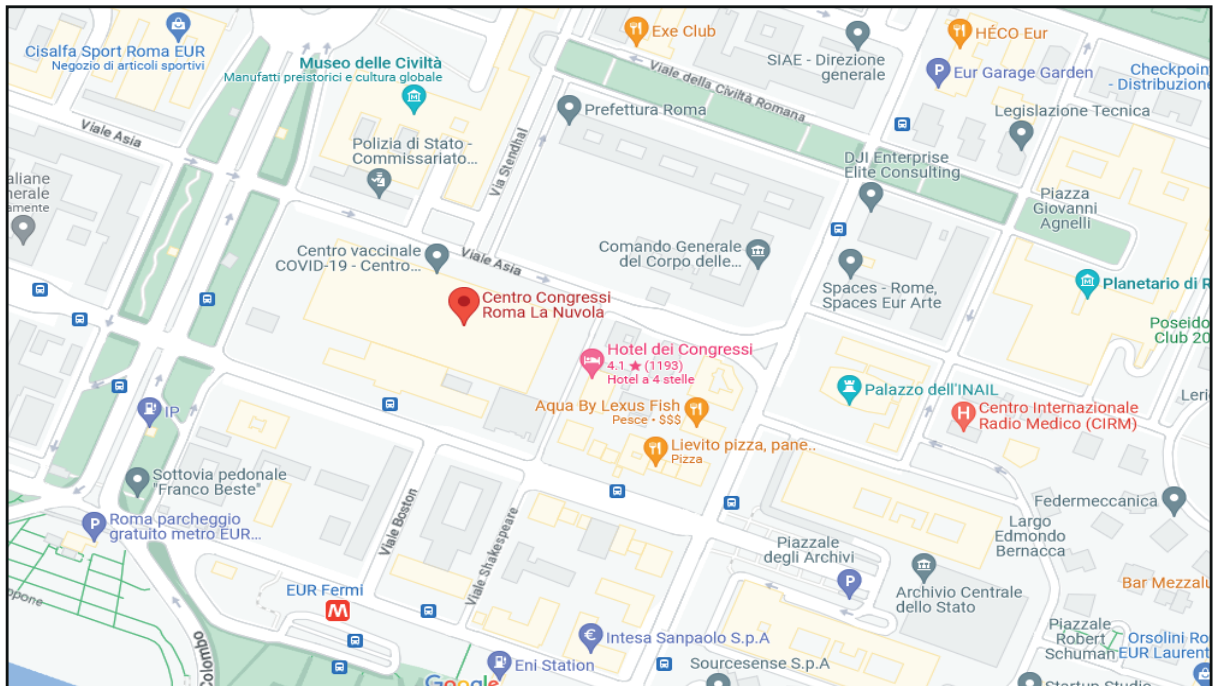 Exe Club
Cisalfa Sport Roma EUR
Negozio di articoli sportivi
Museo delle Civiltà
Manufatti preistorici e cultura globale
SIAE - Direzione
generale
HÉCO Eur
Eur Garage Garden
Checkpoin
- Distribuzione
Viale della Civiltà Romana
Prefettura Roma
Legislazione Tecnica
Viale Asia
Polizia di Stato -
Commissariato...
Via Stendhal
DJI Enterprise
Elite Consulting
aliane
nerale
amente
Piazza
Giovanni
Agnelli
Centro vaccinale
COVID-19 - Centro...
Viale Asia
Comando Generale
del Corpo delle...
Spaces - Rome,
Spaces Eur Arte
Planetario di R
Centro Congressi
Roma La Nuvola
Poseido
Club 20
Hotel dei Congressi
4.1 ★ (1193)
Hotel a 4 stelle
Palazzo dell'INAIL
Leri
IP
Aqua By Lexus Fish
Pesce • $$$
Centro Internazionale
Radio Medico (CIRM)
Lievito pizza, pane..
Pizza
Sottovia pedonale
"Franco Beste"
Viale Boston
Viale Shakespeare
Federmeccanica
Roma parcheggio
gratuito metro EUR...
Largo
Edmondo
Bernacca
Piazzale
degli Archivi
EUR Fermi
M
Archivio Centrale
dello Stato
Bar Mezzalu
opone
Colombo
Intesa Sanpaolo S.p.A
Piazzale
Robert
Schuman
Orsolini Ro
EUR Laurent
Eni Station
Sourcesense S.p.A
Google
Startup Studio